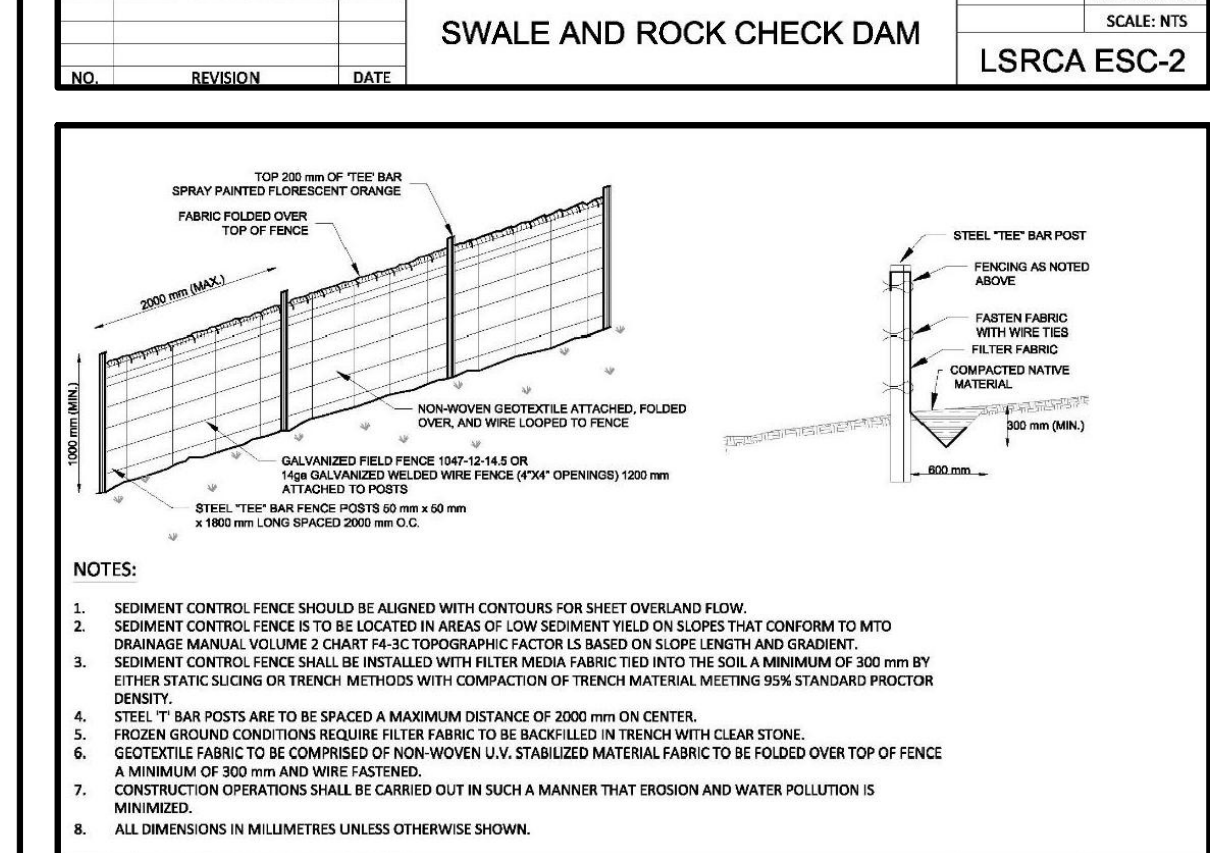 NO. REVISION DATE
SWALE AND ROCK CHECK DAM
SCALE: NTS
LSRCA ESC-2
TOP 200 mm OF 'TEE' BAR
SPRAY PAINTED FLORESCENT ORANGE
FABRIC FOLDED OVER
TOP OF FENCE
2000 mm (MAX.)
1000 mm (MIN.)
NON-WOVEN GEOTEXTILE ATTACHED, FOLDED
OVER, AND WIRE LOOPED TO FENCE
GALVANIZED FIELD FENCE 1047-12-14.5 OR
14ga GALVANIZED WELDED WIRE FENCE (4"X4" OPENINGS) 1200 mm
ATTACHED TO POSTS
STEEL "TEE" BAR FENCE POSTS 50 mm x 50 mm
x 1800 mm LONG SPACED 2000 mm O.C.
STEEL "TEE" BAR POST
FENCING AS NOTED
ABOVE
FASTEN FABRIC
WITH WIRE TIES
FILTER FABRIC
COMPACTED NATIVE
MATERIAL
300 mm (MIN.)
600 mm
NOTES:
1. SEDIMENT CONTROL FENCE SHOULD BE ALIGNED WITH CONTOURS FOR SHEET OVERLAND FLOW.
2. SEDIMENT CONTROL FENCE IS TO BE LOCATED IN AREAS OF LOW SEDIMENT YIELD ON SLOPES THAT CONFORM TO MTO
DRAINAGE MANUAL VOLUME 2 CHART F4-3C TOPOGRAPHIC FACTOR LS BASED ON SLOPE LENGTH AND GRADIENT.
3. SEDIMENT CONTROL FENCE SHALL BE INSTALLED WITH FILTER MEDIA FABRIC TIED INTO THE SOIL A MINIMUM OF 300 mm BY
EITHER STATIC SLICING OR TRENCH METHODS WITH COMPACTION OF TRENCH MATERIAL MEETING 95% STANDARD PROCTOR
DENSITY.
4. STEEL 'T' BAR POSTS ARE TO BE SPACED A MAXIMUM DISTANCE OF 2000 mm ON CENTER.
5. FROZEN GROUND CONDITIONS REQUIRE FILTER FABRIC TO BE BACKFILLED IN TRENCH WITH CLEAR STONE.
6. GEOTEXTILE FABRIC TO BE COMPRISED OF NON-WOVEN U.V. STABILIZED MATERIAL FABRIC TO BE FOLDED OVER TOP OF FENCE
A MINIMUM OF 300 mm AND WIRE FASTENED.
7. CONSTRUCTION OPERATIONS SHALL BE CARRIED OUT IN SUCH A MANNER THAT EROSION AND WATER POLLUTION IS
MINIMIZED.
8. ALL DIMENSIONS IN MILLIMETRES UNLESS OTHERWISE SHOWN.